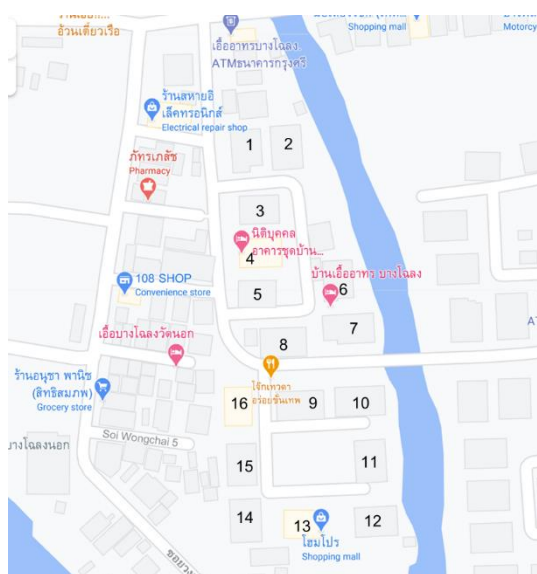 อ้วนเตี๋ยวเรือ
Shopping mall
Motorcy
เอื้ออาทรบางโฉลง
ATMธนาคารกรุงศรี
ร้านสหายอิ
เล็คทรอนิกส์
Electrical repair shop
1
2
ภัทรเภสัช
Pharmacy
3
นิติบุคคล
อาคารชุดบ้าน...
4
บ้านเอื้ออาทร บางโฉลง
108 SHOP
Convenience store
5
6
7
A
เอื้อบางโฉลงวัดนอก
8
ร้านอนุชา พานิช
(สิทธิสมภพ)
Grocery store
โจ๊กเทวดา
อร่อยชั้นเทพ
16
9
10
Soi Wongchai 5
บางโฉลงนอก
15
11
14
13
12
โฮมโปร
Shopping mall
ซอยวง